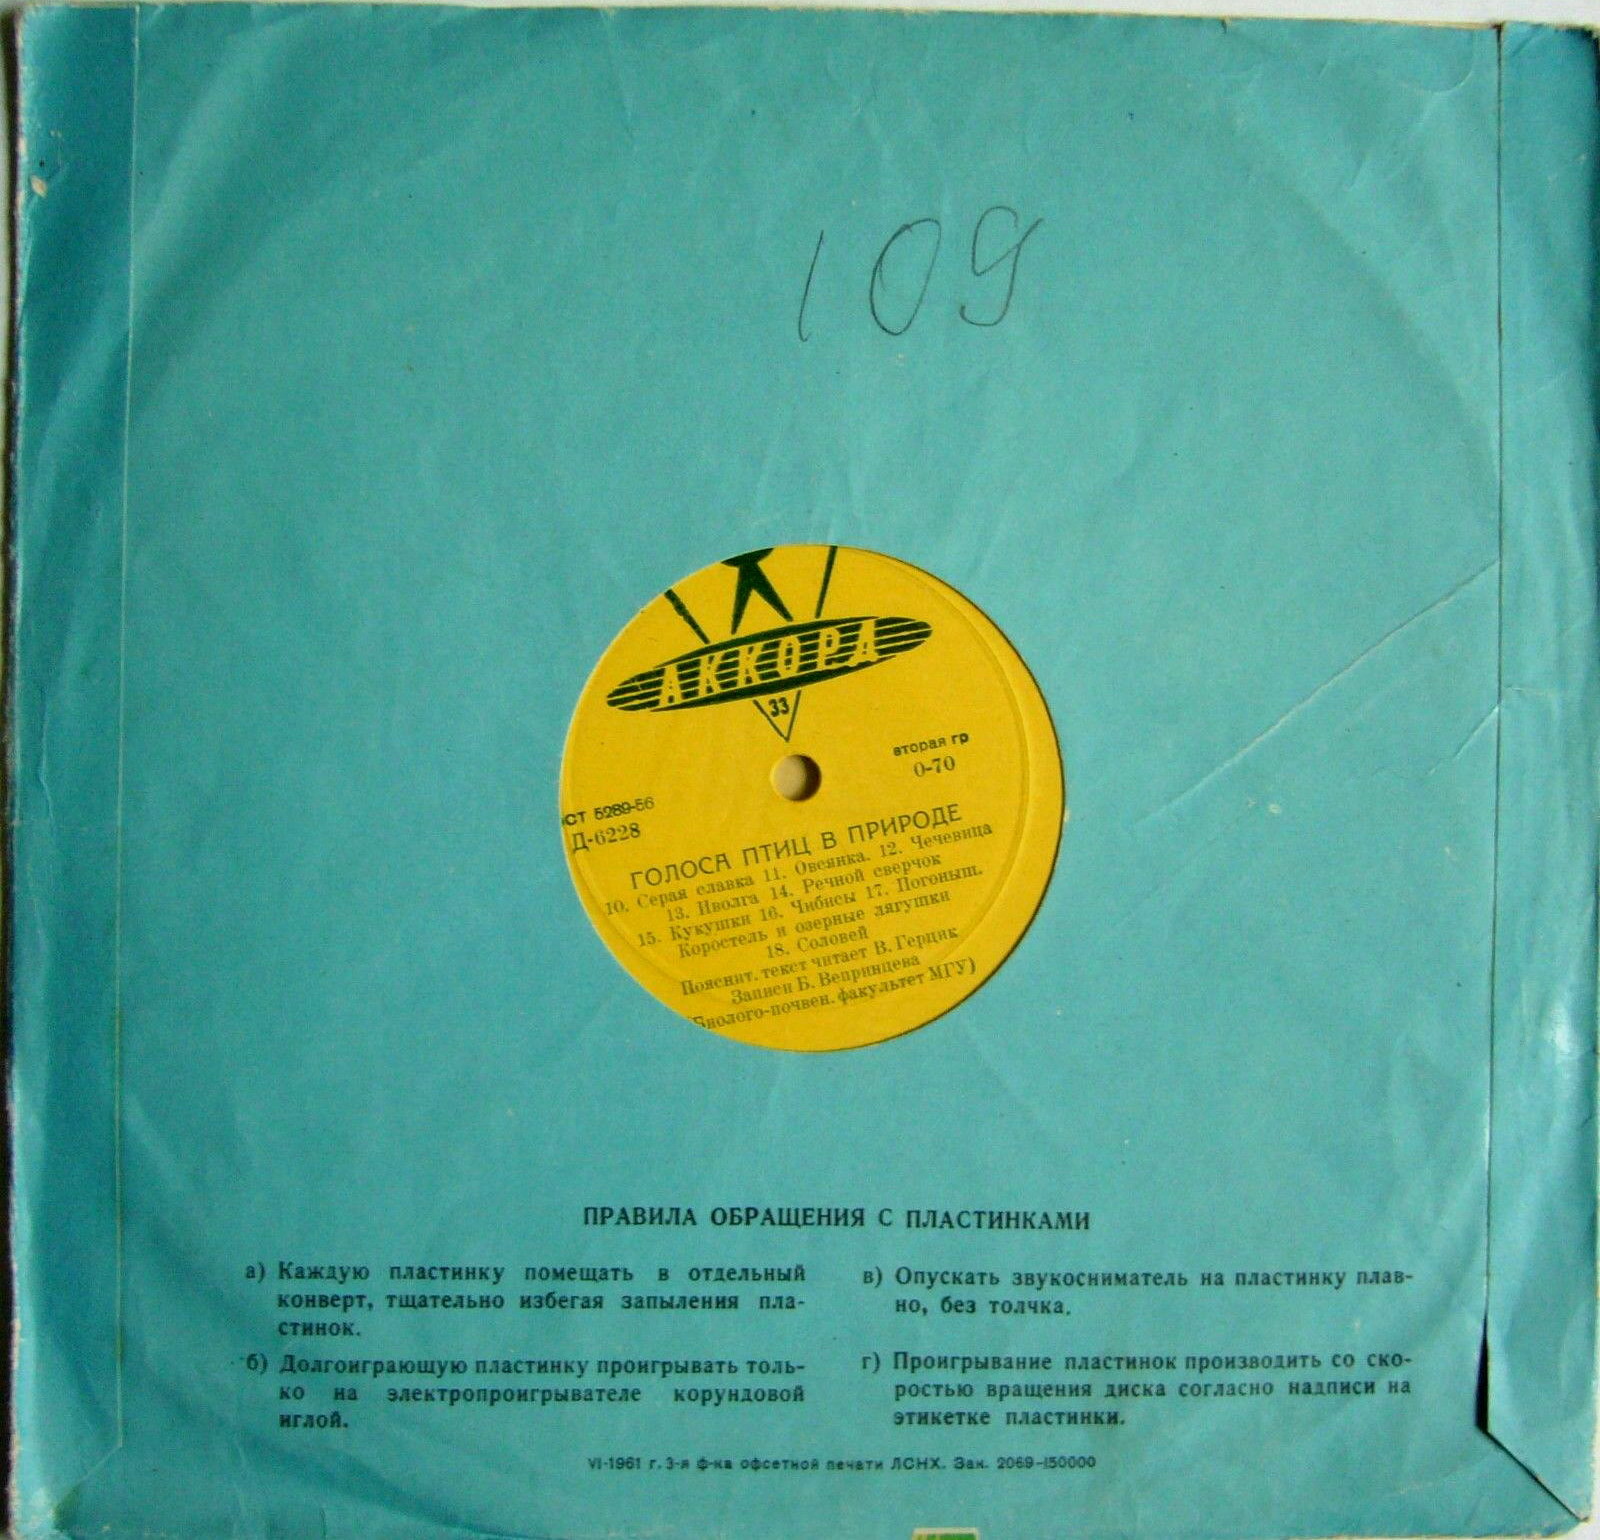 109
АККОРД
33
вторая гр
0-70
СТ 5289-56
Д-6228
ГОЛОСА ПТИЦ В ПРИРОДЕ
10. Серая славка 11. Овсянка. 12. Чечевица
13. Иволга 14. Речной сверчок
15. Кукушки 16. Чибисы 17. Погоныш.
Коростель и озерные лягушки
18. Соловей
Пояснит. текст читает В. Герцик
Записи Б. Вепринцева
(Биолого-почвен. факультет МГУ)
ПРАВИЛА ОБРАЩЕНИЯ С ПЛАСТИНКАМИ
а) Каждую пластинку помещать в отдельный
конверт, тщательно избегая запыления пла-
стинок.
б) Долгоиграющую пластинку проигрывать толь-
ко на электропроигрывателе корундовой
иглой.
в) Опускать звукосниматель на пластинку плав-
но, без толчка.
г) Проигрывание пластинок производить со ско-
ростью вращения диска согласно надписи на
этикетке пластинки.
VI-1961 г. 3-я ф-ка офсетной печати ЛСНХ. Зак. 2069-150000